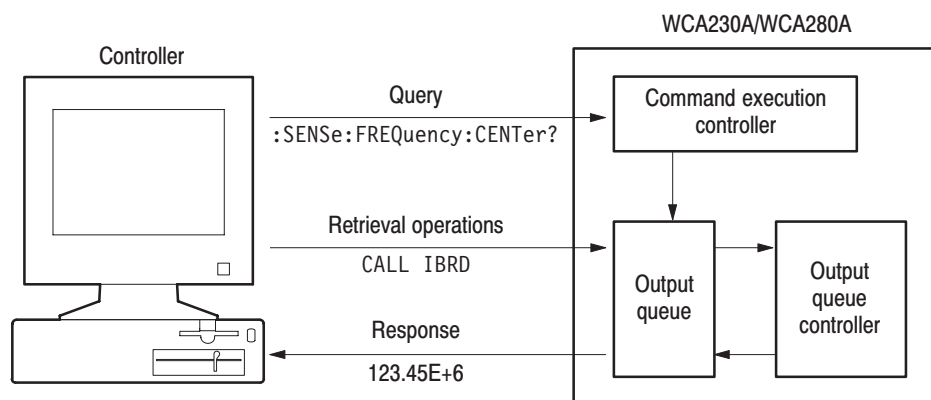 WCA230A/WCA280A
Controller
Query
:SENSe:FREQuency:CENTer?
Command execution
controller
Retrieval operations
CALL IBRD
Output
queue
Output
queue
controller
Response
123.45E+6